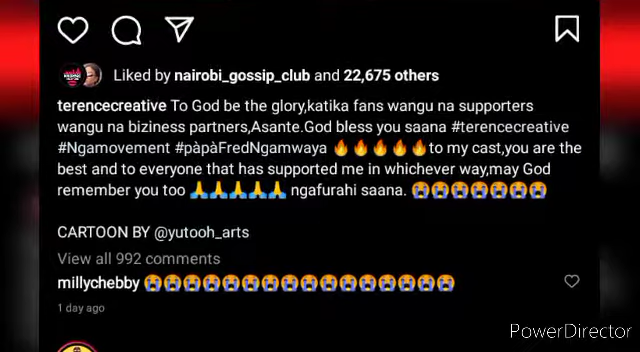 Liked by nairobi_gossip_club and 22,675 others
terencecreative To God be the glory,katika fans wangu na supporters
wangu na biziness partners,Asante.God bless you saana #terencecreative
#Ngamovement #pàpàFredNgamwaya 🔥🔥🔥🔥🔥to my cast,you are the
best and to everyone that has supported me in whichever way,may God
remember you too 🙏🙏🙏🙏🙏 ngafurahi saana. 😭😭😭😭😭😭😭
CARTOON BY @yutooh_arts
View all 992 comments
millychebby 😭😭😭😭😭😭😭😭😭😭😭😭😭😭😭😭
1 day ago
PowerDirector